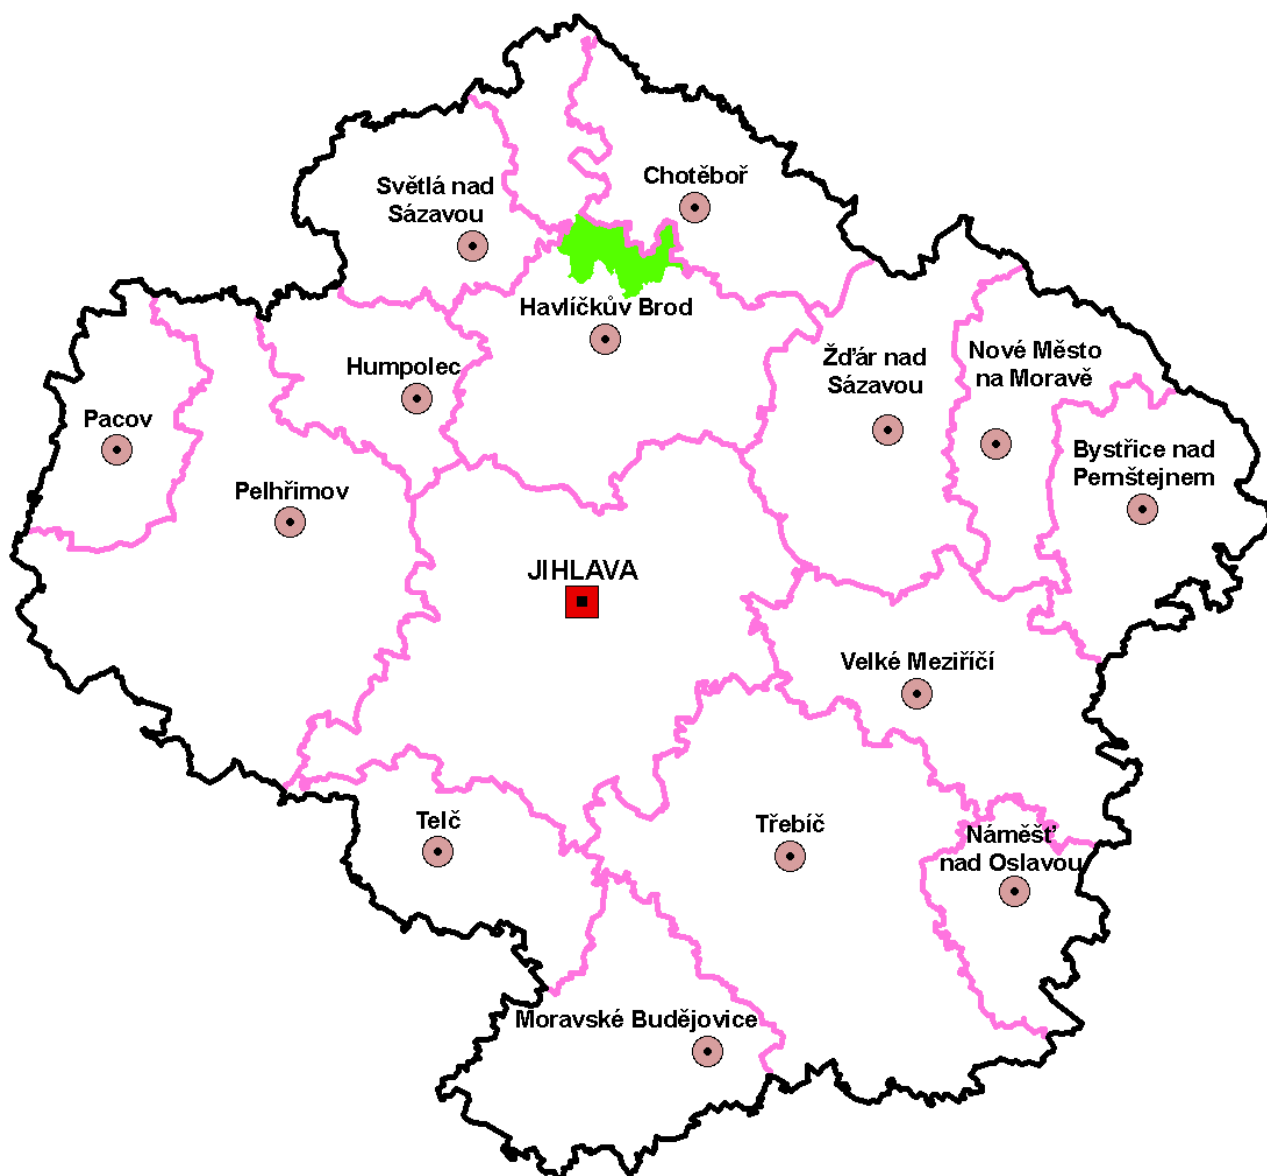 Chotěboř
Světlá nad
Sázavou
Havlíčkův Brod
Humpolec
Žďár nad
Sázavou
Nové Město
na Moravě
Pacov
Bystřice nad
Pernštejnem
Pelhřimov
JIHLAVA
Velké Meziříčí
Telč
Třebíč
Náměšť
nad Oslavou
Moravské Budějovice